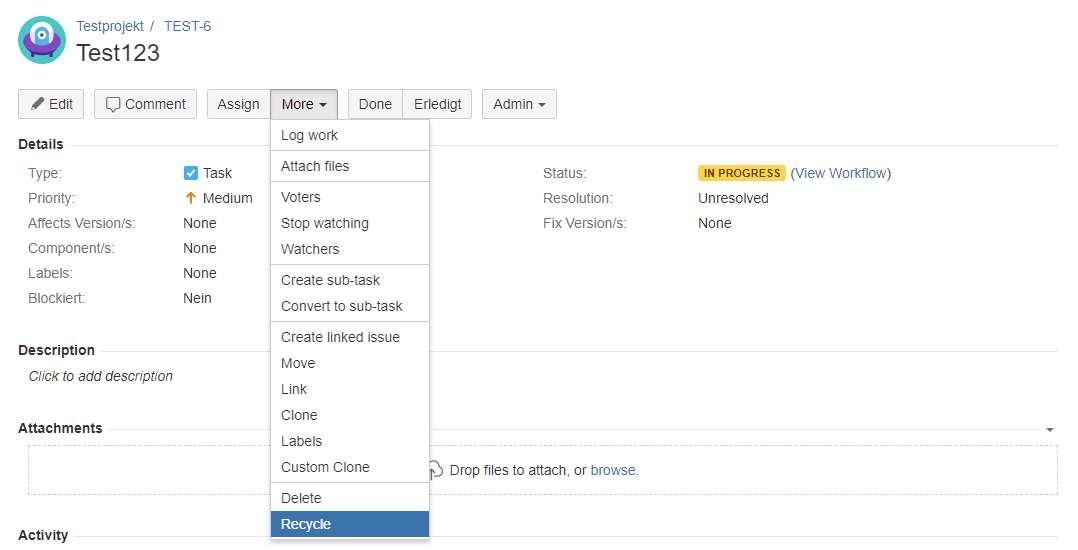 Testprojekt / TEST-6
Test123
Edit Comment Assign More Done Erledigt Admin
Log work
Attach files
Voters
Stop watching
Watchers
Create sub-task
Convert to sub-task
Create linked issue
Move
Link
Clone
Labels
Custom Clone
Delete
Recycle
Details
Type: Task
Priority: Medium
Affects Version/s: None
Component/s: None
Labels: None
Blockiert: Nein
Status: IN PROGRESS (View Workflow)
Resolution: Unresolved
Fix Version/s: None
Description
Click to add description
Attachments
Drop files to attach, or browse.
Activity